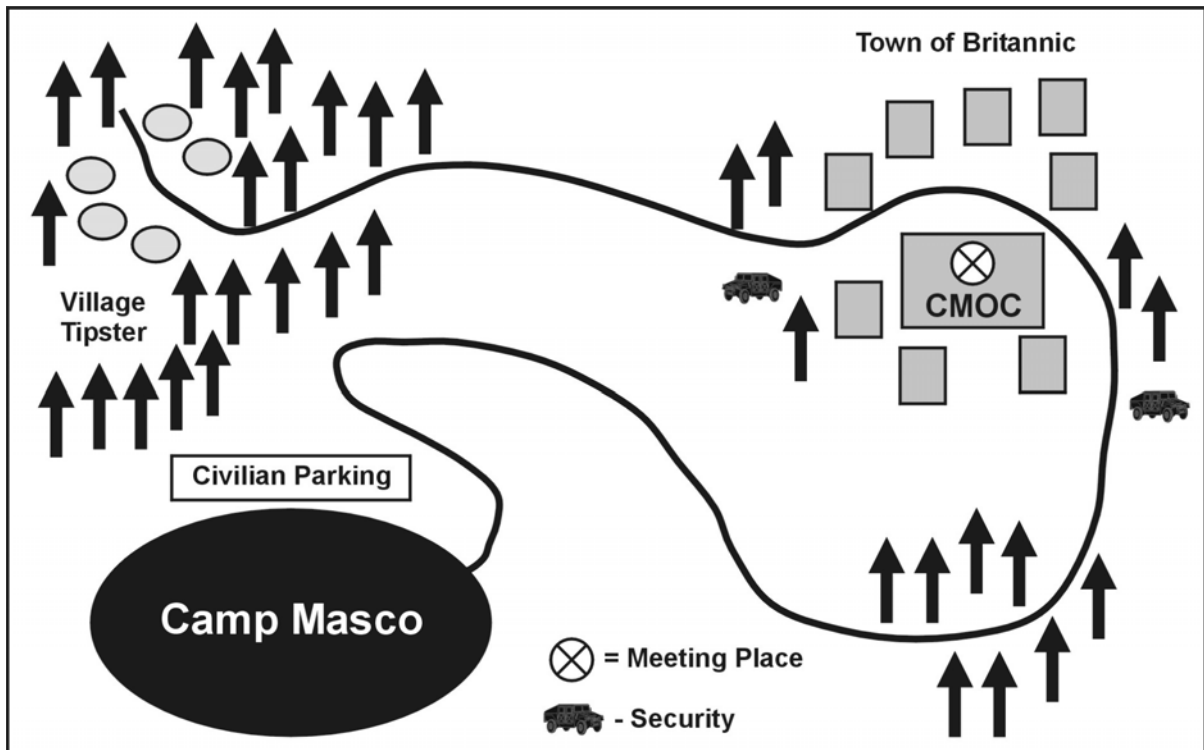 Town of Britannic
CMOC
Village
Tipster
Civilian Parking
Camp Masco
= Meeting Place
- Security